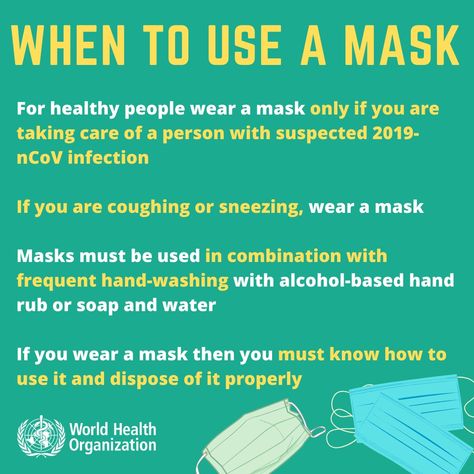 WHEN TO USE A MASK
For healthy people wear a mask only if you are
taking care of a person with suspected 2019-
nCoV infection
If you are coughing or sneezing, wear a mask
Masks must be used in combination with
frequent hand-washing with alcohol-based hand
rub or soap and water
If you wear a mask then you must know how to
use it and dispose of it properly
World Health
Organization